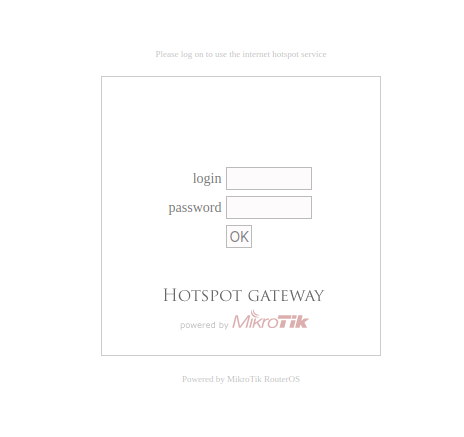 Please log on to use the internet hotspot service
login
password
OK
HOTSPOT GATEWAY
powered by MikroTik
Powered by MikroTik RouterOS